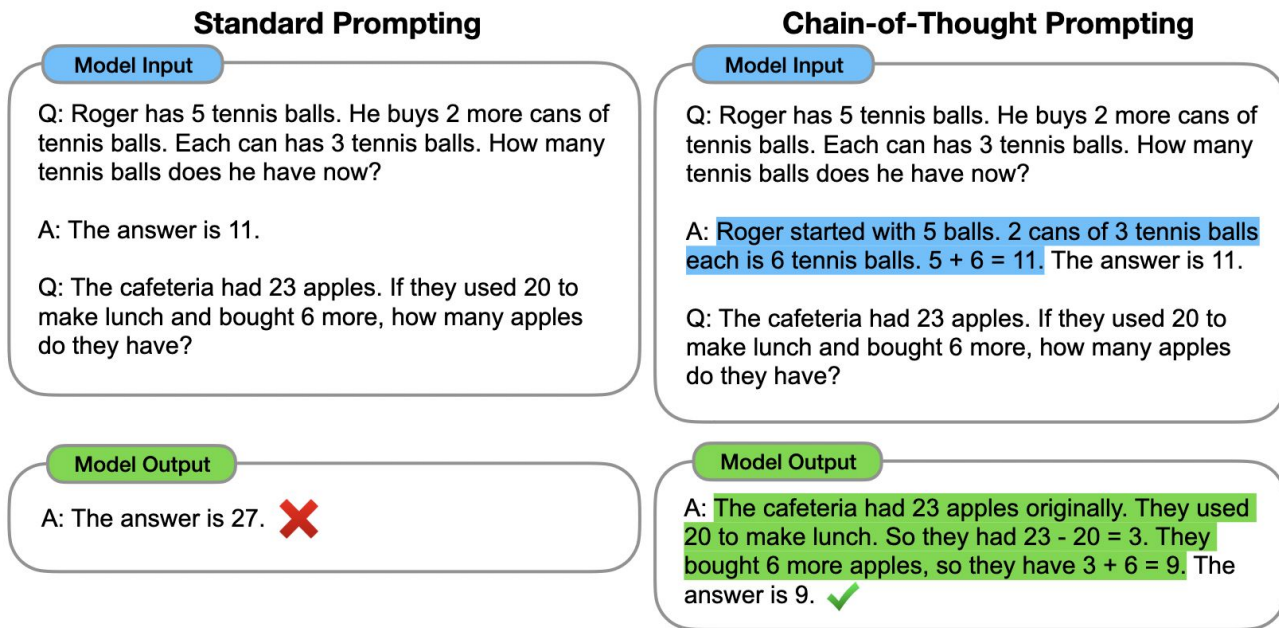 Standard Prompting
Model Input
Q: Roger has 5 tennis balls. He buys 2 more cans of
tennis balls. Each can has 3 tennis balls. How many
tennis balls does he have now?
A: The answer is 11.
Q: The cafeteria had 23 apples. If they used 20 to
make lunch and bought 6 more, how many apples
do they have?
Model Output
A: The answer is 27.
Chain-of-Thought Prompting
Model Input
Q: Roger has 5 tennis balls. He buys 2 more cans of
tennis balls. Each can has 3 tennis balls. How many
tennis balls does he have now?
A: Roger started with 5 balls. 2 cans of 3 tennis balls
each is 6 tennis balls. 5 + 6 = 11. The answer is 11.
Q: The cafeteria had 23 apples. If they used 20 to
make lunch and bought 6 more, how many apples
do they have?
Model Output
A: The cafeteria had 23 apples originally. They used
20 to make lunch. So they had 23 - 20 = 3. They
bought 6 more apples, so they have 3 + 6 = 9. The
answer is 9.